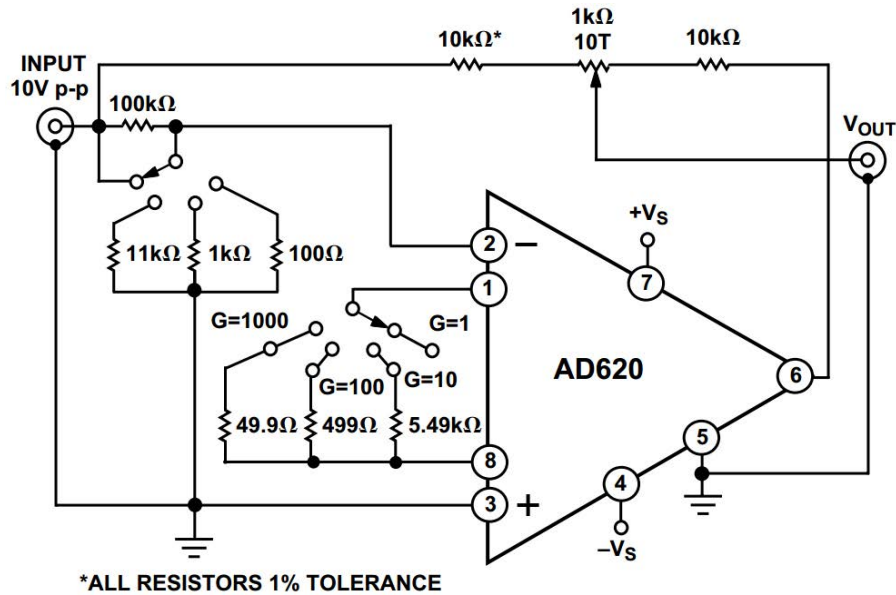 INPUT
10V p-p
100kΩ
10kΩ*
1kΩ
10T
10kΩ
VOUT
11kΩ
1kΩ
100Ω
2
−
1
+VS
7
G=1000
G=1
G=100
G=10
AD620
6
49.9Ω
499Ω
5.49kΩ
5
8
4
3
+
−VS
*ALL RESISTORS 1% TOLERANCE